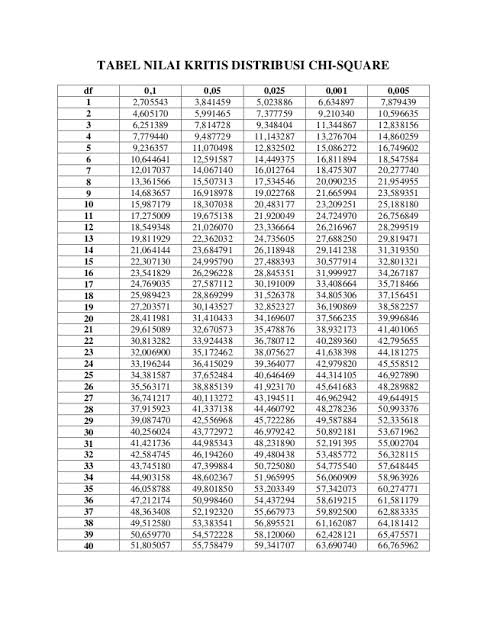 TABEL NILAI KRITIS DISTRIBUSI CHI-SQUARE
df 0,1 0,05 0,025 0,001 0,005
1 2,705543 3,841459 5,023886 6,634897 7,879439
2 4,605170 5,991465 7,377759 9,210340 10,596635
3 6,251389 7,814728 9,348404 11,344867 12,838156
4 7,779440 9,487729 11,143287 13,276704 14,860259
5 9,236357 11,070498 12,832502 15,086272 16,749602
6 10,644641 12,591587 14,449375 16,811894 18,547584
7 12,017037 14,067140 16,012764 18,475307 20,277740
8 13,361566 15,507313 17,534546 20,090235 21,954955
9 14,683657 16,918978 19,022768 21,665994 23,589351
10 15,987179 18,307038 20,483177 23,209251 25,188180
11 17,275009 19,675138 21,920049 24,724970 26,756849
12 18,549348 21,026070 23,336664 26,216967 28,299519
13 19,811929 22,362032 24,735605 27,688250 29,819471
14 21,064144 23,684791 26,118948 29,141238 31,319350
15 22,307130 24,995790 27,488393 30,577914 32,801321
16 23,541829 26,296228 28,845351 31,999927 34,267187
17 24,769035 27,587112 30,191009 33,408664 35,718466
18 25,989423 28,869299 31,526378 34,805306 37,156451
19 27,203571 30,143527 32,852327 36,190869 38,582257
20 28,411981 31,410433 34,169607 37,566235 39,996846
21 29,615089 32,670573 35,478876 38,932173 41,401065
22 30,813282 33,924438 36,780712 40,289360 42,795655
23 32,006900 35,172462 38,075627 41,638398 44,181275
24 33,196244 36,415029 39,364077 42,979820 45,558512
25 34,381587 37,652484 40,646469 44,314105 46,927890
26 35,563171 38,885139 41,923170 45,641683 48,289882
27 36,741217 40,113272 43,194511 46,962942 49,644915
28 37,915923 41,337138 44,460792 48,278236 50,993376
29 39,087470 42,556968 45,722286 49,587884 52,335618
30 40,256024 43,772972 46,979242 50,892181 53,671962
31 41,421736 44,985343 48,231890 52,191395 55,002704
32 42,584745 46,194260 49,480438 53,485772 56,328115
33 43,745180 47,399884 50,725080 54,775540 57,648445
34 44,903158 48,602367 51,965995 56,060909 58,963926
35 46,058788 49,801850 53,203349 57,342073 60,274771
36 47,212174 50,998460 54,437294 58,619215 61,581179
37 48,363408 52,192320 55,667973 59,892500 62,883335
38 49,512580 53,383541 56,895521 61,162087 64,181412
39 50,659770 54,572228 58,120060 62,428121 65,475571
40 51,805057 55,758479 59,341707 63,690740 66,765962